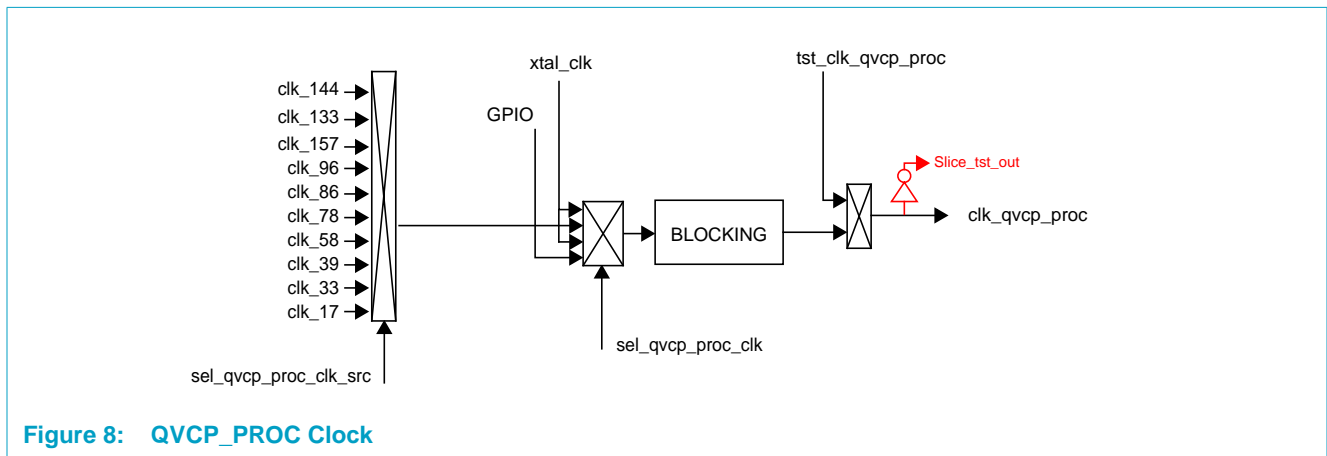 xtal_clk
tst_clk_qvcp_proc
clk_144
GPIO
clk_133
clk_157
clk_96
Slice_tst_out
clk_86
clk_78
clk_qvcp_proc
clk_58
BLOCKING
clk_39
clk_33
clk_17
sel_qvcp_proc_clk
sel_qvcp_proc_clk_src
Figure 8: QVCP_PROC Clock